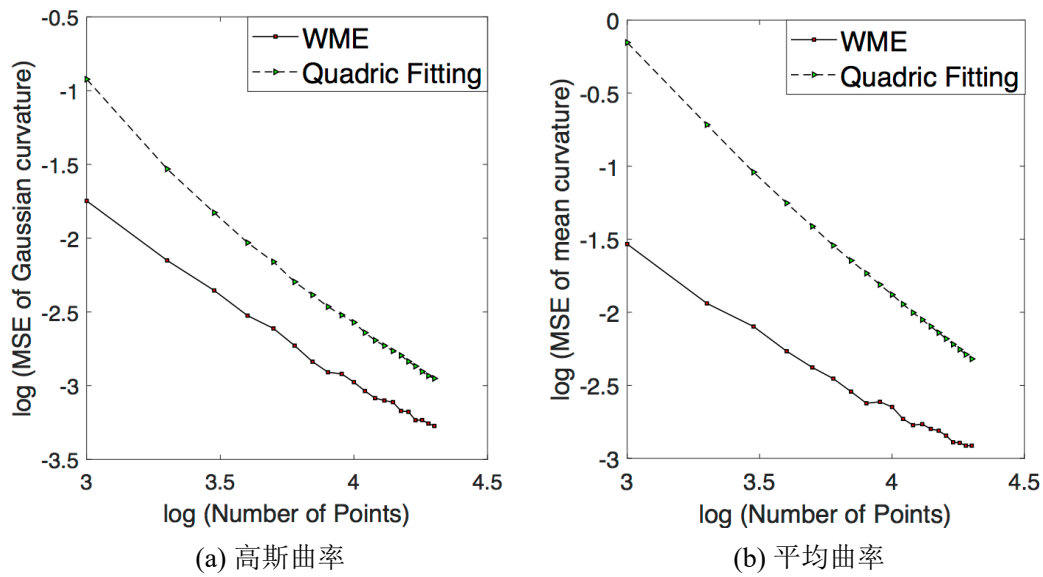 -0.5
-1
-1.5
-2
-2.5
-3
-3.5
3
3.5
4
4.5
log (MSE of Gaussian curvature)
log (Number of Points)
WME
Quadric Fitting
(a) 高斯曲率
0
-0.5
-1
-1.5
-2
-2.5
-3
3
3.5
4
4.5
log (MSE of mean curvature)
log (Number of Points)
WME
Quadric Fitting
(b) 平均曲率